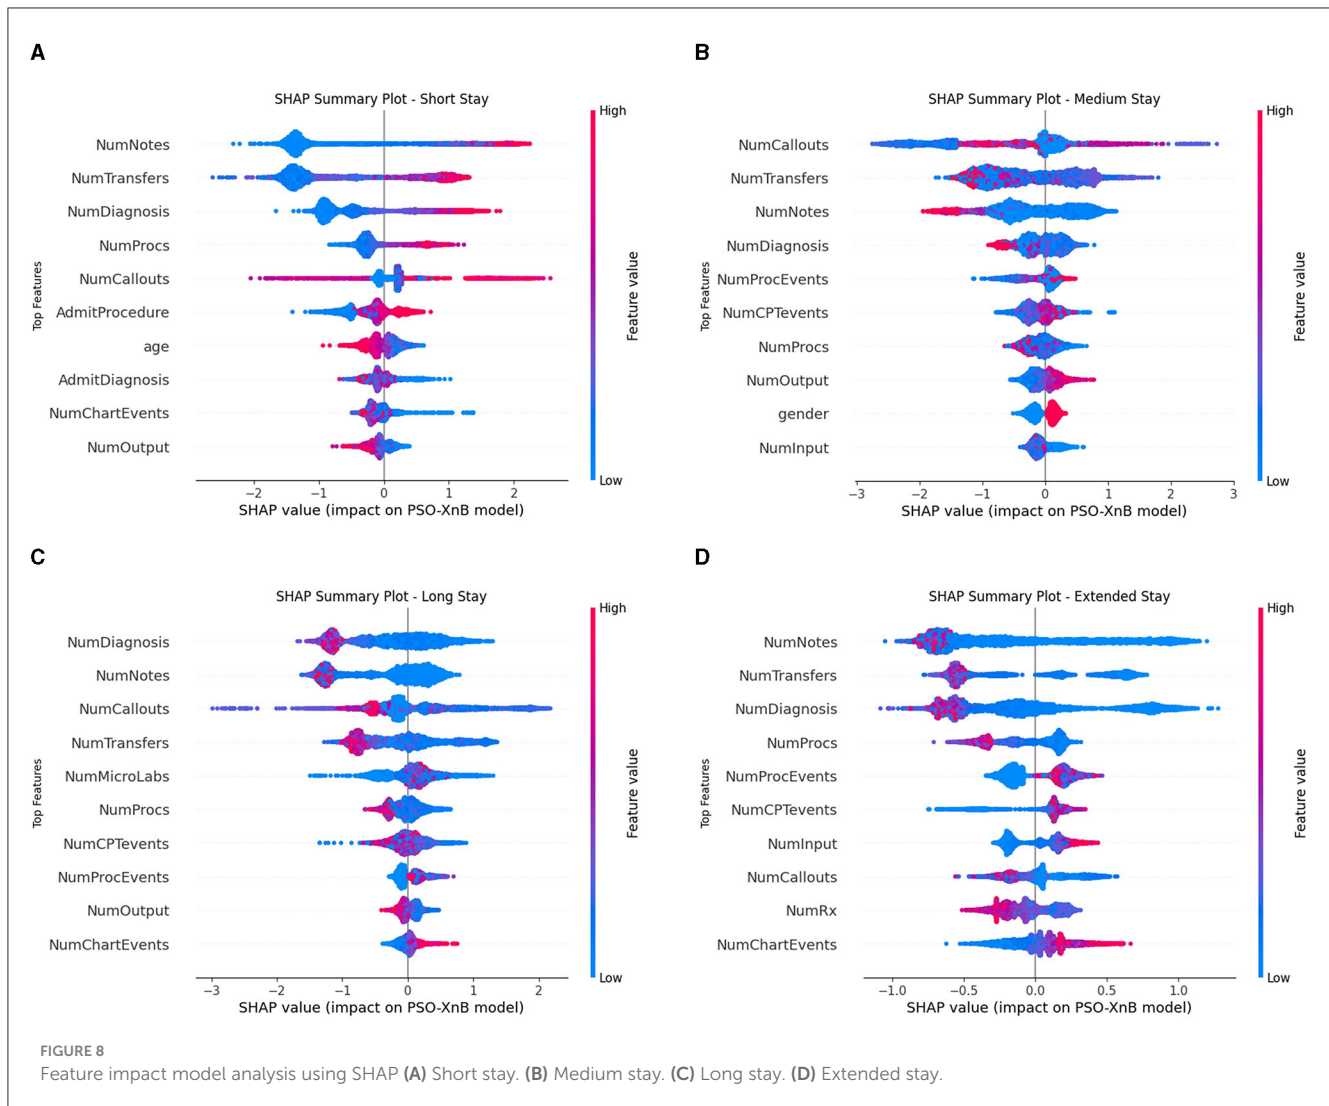 A
SHAP Summary Plot - Short Stay
High
NumNotes
NumTransfers
NumDiagnosis
NumProcs
NumCallouts
AdmitProcedure
age
AdmitDiagnosis
NumChartEvents
NumOutput
Top Features
Feature value
Low
−2 −1 0 1 2
SHAP value (impact on PSO-XnB model)
B
SHAP Summary Plot - Medium Stay
High
NumCallouts
NumTransfers
NumNotes
NumDiagnosis
NumProcEvents
NumCPTevents
NumProcs
NumOutput
gender
NumInput
Top Features
Feature value
Low
−3 −2 −1 0 1 2 3
SHAP value (impact on PSO-XnB model)
C
SHAP Summary Plot - Long Stay
High
NumDiagnosis
NumNotes
NumCallouts
NumTransfers
NumMicroLabs
NumProcs
NumCPTevents
NumProcEvents
NumOutput
NumChartEvents
Top Features
Feature value
Low
−3 −2 −1 0 1 2
SHAP value (impact on PSO-XnB model)
D
SHAP Summary Plot - Extended Stay
High
NumNotes
NumTransfers
NumDiagnosis
NumProcs
NumProcEvents
NumCPTevents
NumInput
NumCallouts
NumRx
NumChartEvents
Top Features
Feature value
Low
−1.0 −0.5 0.0 0.5 1.0
SHAP value (impact on PSO-XnB model)
FIGURE 8
Feature impact model analysis using SHAP (A) Short stay. (B) Medium stay. (C) Long stay. (D) Extended stay.